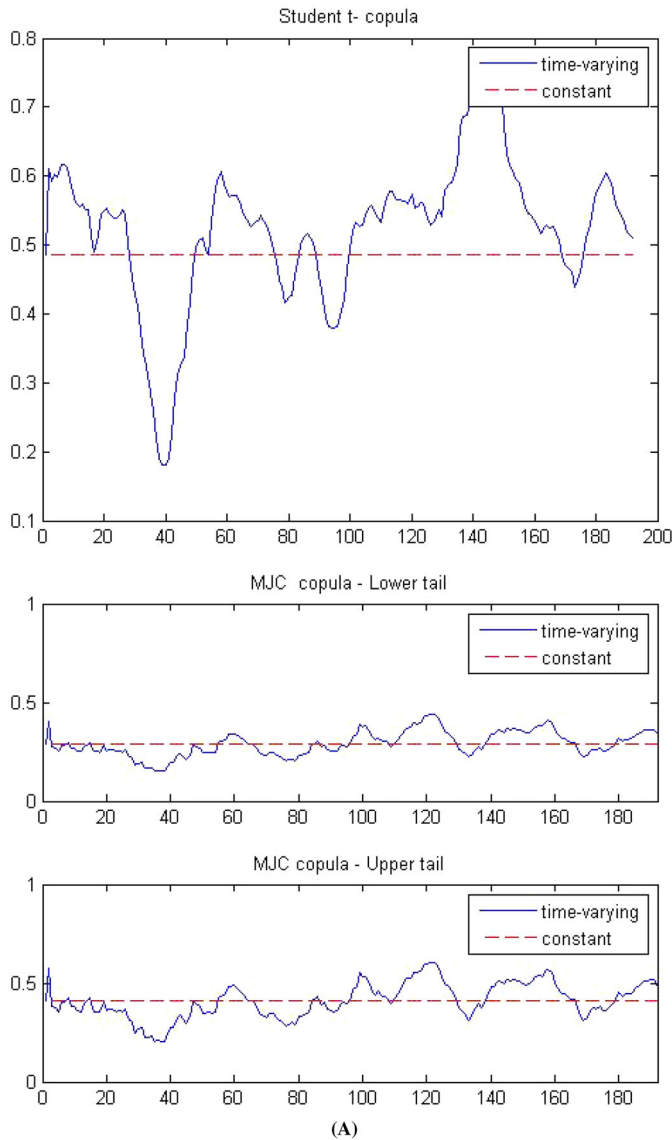 Student t- copula
0.8
0.7
0.6
0.5
0.4
0.3
0.2
0.1
time-varying
constant
0 20 40 60 80 100 120 140 160 180 200
MJC copula - Lower tail
1
0.5
0
time-varying
constant
0 20 40 60 80 100 120 140 160 180
MJC copula - Upper tail
1
0.5
0
time-varying
constant
0 20 40 60 80 100 120 140 160 180
(A)